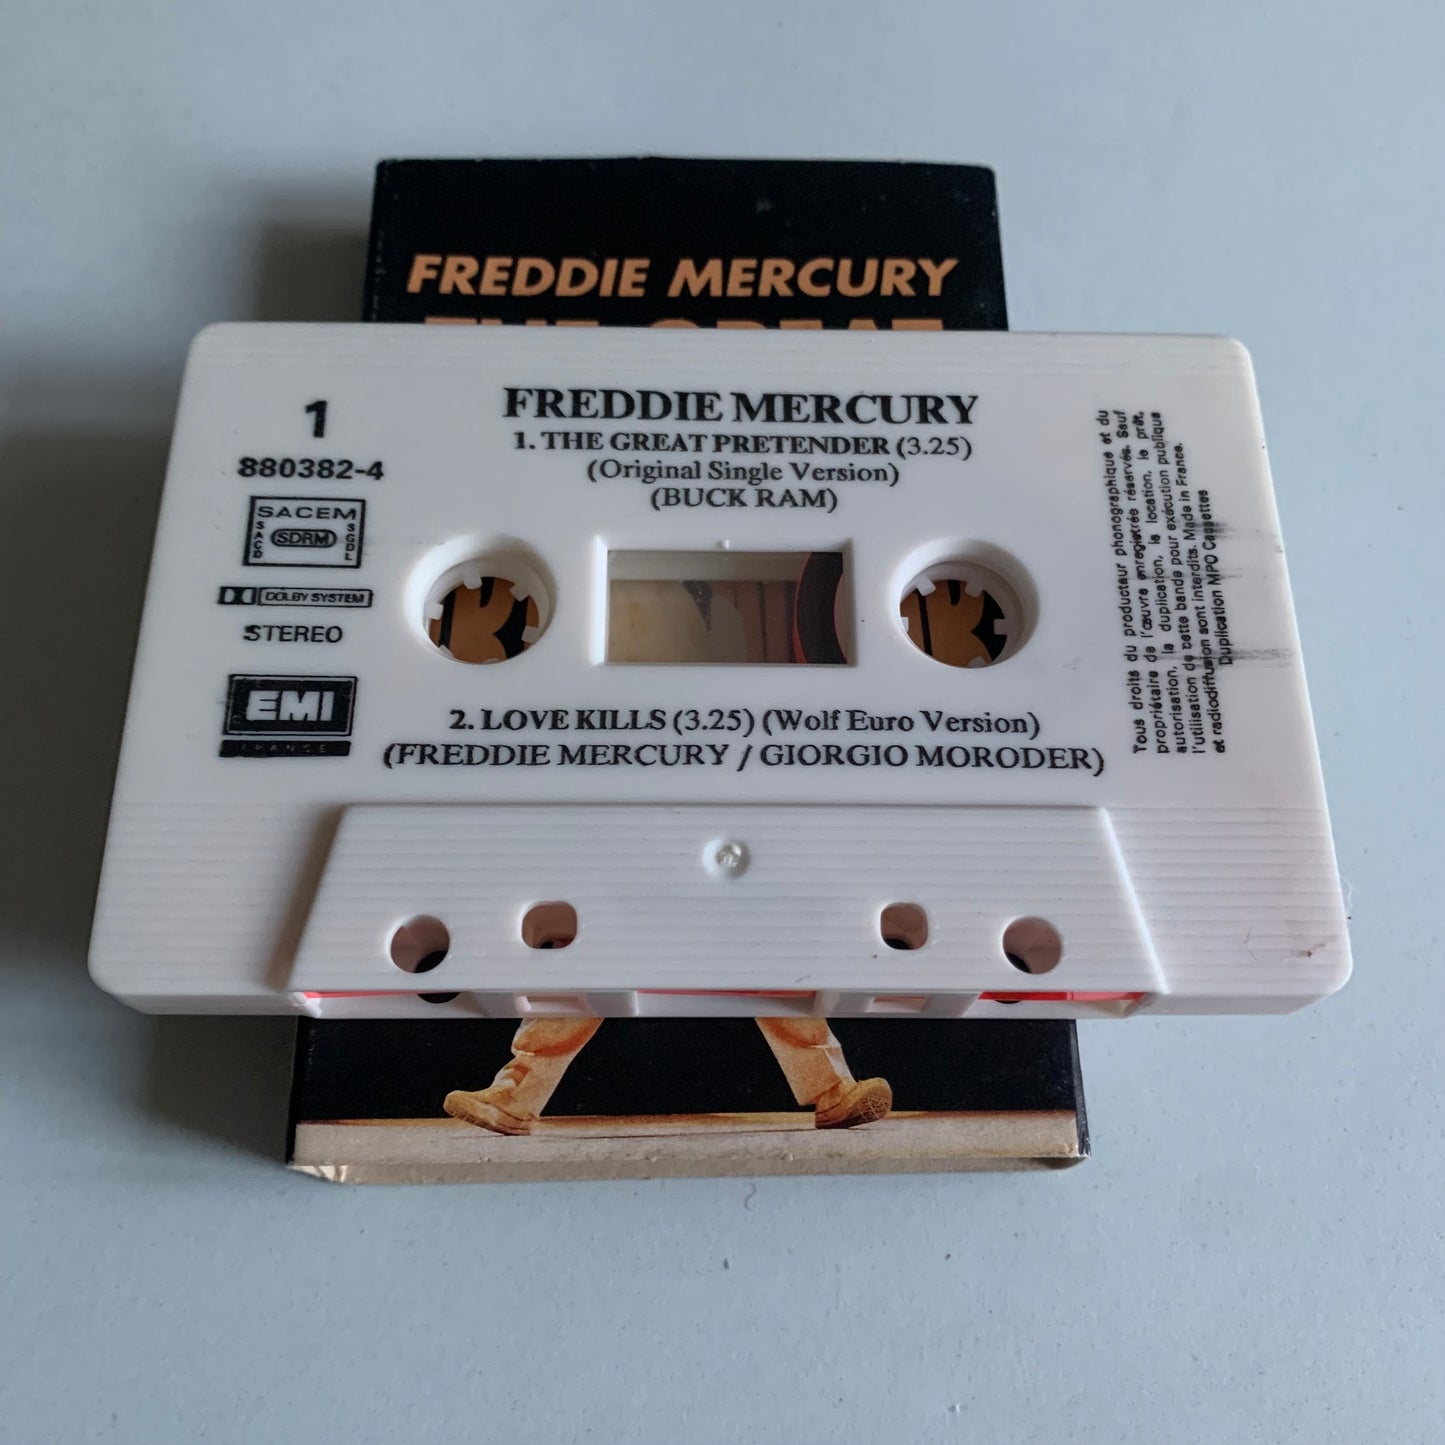 FREDDIE MERCURY
THE GREAT
1
880382-4
SACEM
SACD
SDRM
SGDL
DOLBY SYSTEM
STEREO
EMI
FRANCE
FREDDIE MERCURY
1. THE GREAT PRETENDER (3.25)
(Original Single Version)
(BUCK RAM)
2. LOVE KILLS (3.25) (Wolf Euro Version)
(FREDDIE MERCURY / GIORGIO MORODER)
Tous droits du producteur phonographique et du
propriétaire de l'œuvre enregistrée réservés. Sauf
autorisation, la duplication, la location, le prêt,
l'utilisation de cette bande pour exécution publique
et radiodiffusion sont interdits. Made in France.
Duplication MPO Cassettes